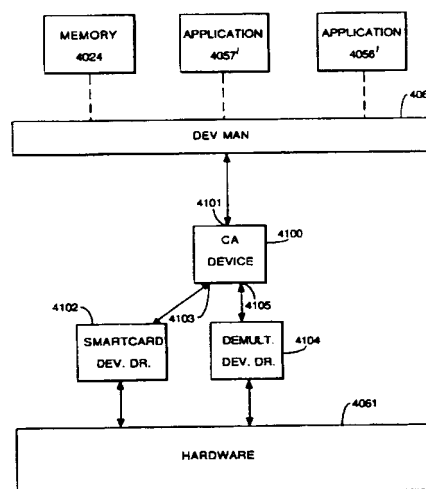 MEMORY
4024
APPLICATION
4057'
APPLICATION
4056'
406
DEV MAN
4101
4100
CA
DEVICE
4102
4103
4105
SMARTCARD
DEV. DR.
DEMULT.
DEV. DR.
4104
4061
HARDWARE